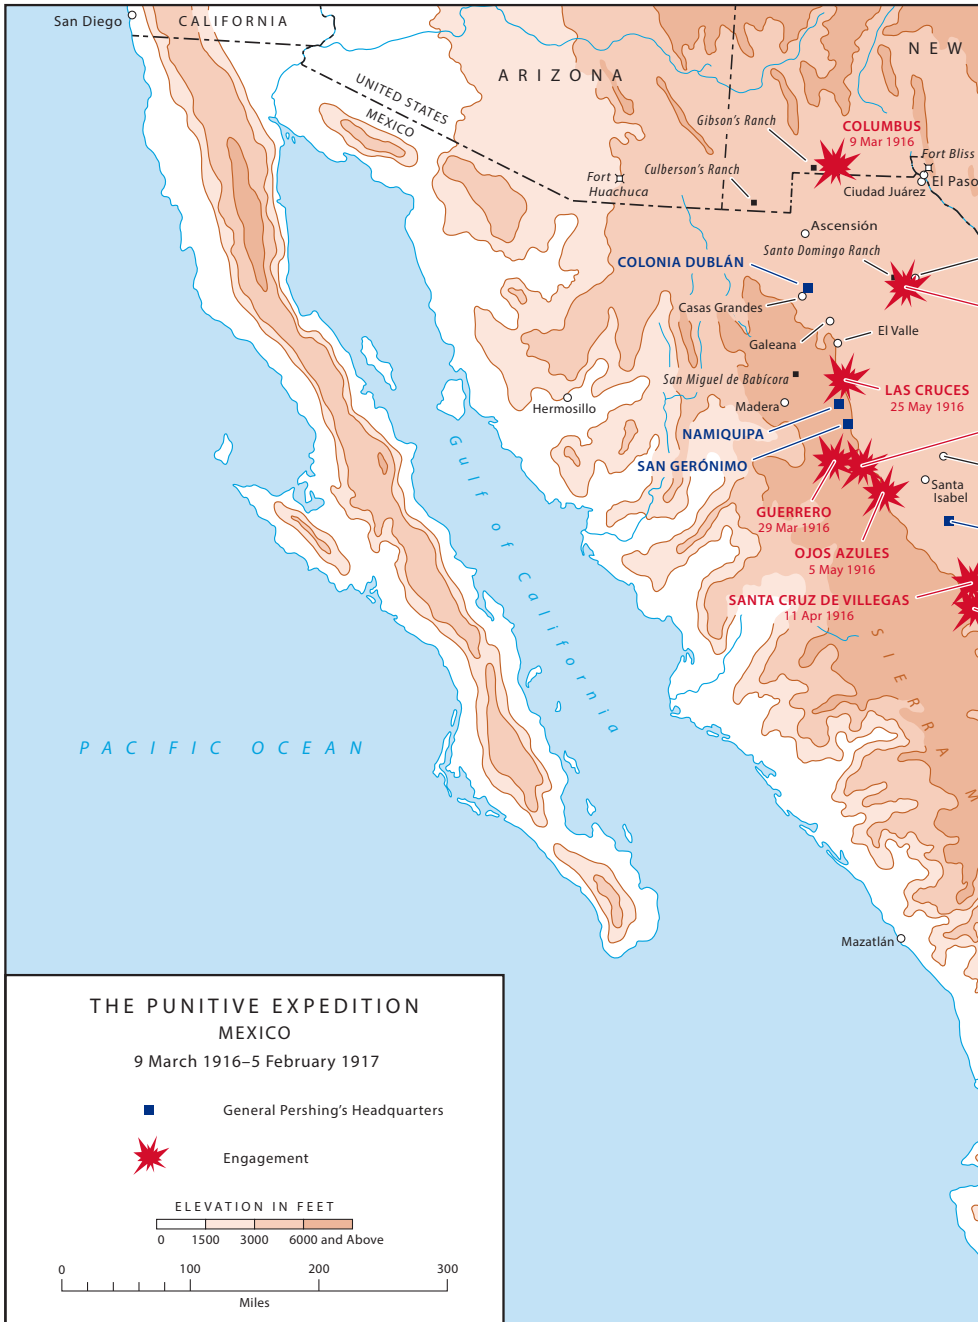 San Diego
CALIFORNIA
NEW
ARIZONA
UNITED STATES
MEXICO
Gibson's Ranch
COLUMBUS
9 Mar 1916
Fort Bliss
Culberson's Ranch
Fort
Huachuca
El Paso
Ciudad Juárez
Ascensión
Santo Domingo Ranch
COLONIA DUBLÁN
Casas Grandes
El Valle
Galeana
San Miguel de Babícora
LAS CRUCES
25 May 1916
Madera
Hermosillo
NAMIQUIPA
SAN GERÓNIMO
Santa
Isabel
GUERRERO
29 Mar 1916
OJOS AZULES
5 May 1916
SANTA CRUZ DE VILLEGAS
11 Apr 1916
Gulf of California
SIERRA M
PACIFIC OCEAN
Mazatlán
THE PUNITIVE EXPEDITION
MEXICO
9 March 1916–5 February 1917
General Pershing's Headquarters
Engagement
ELEVATION IN FEET
0 1500 3000 6000 and Above
0 100 200 300
Miles